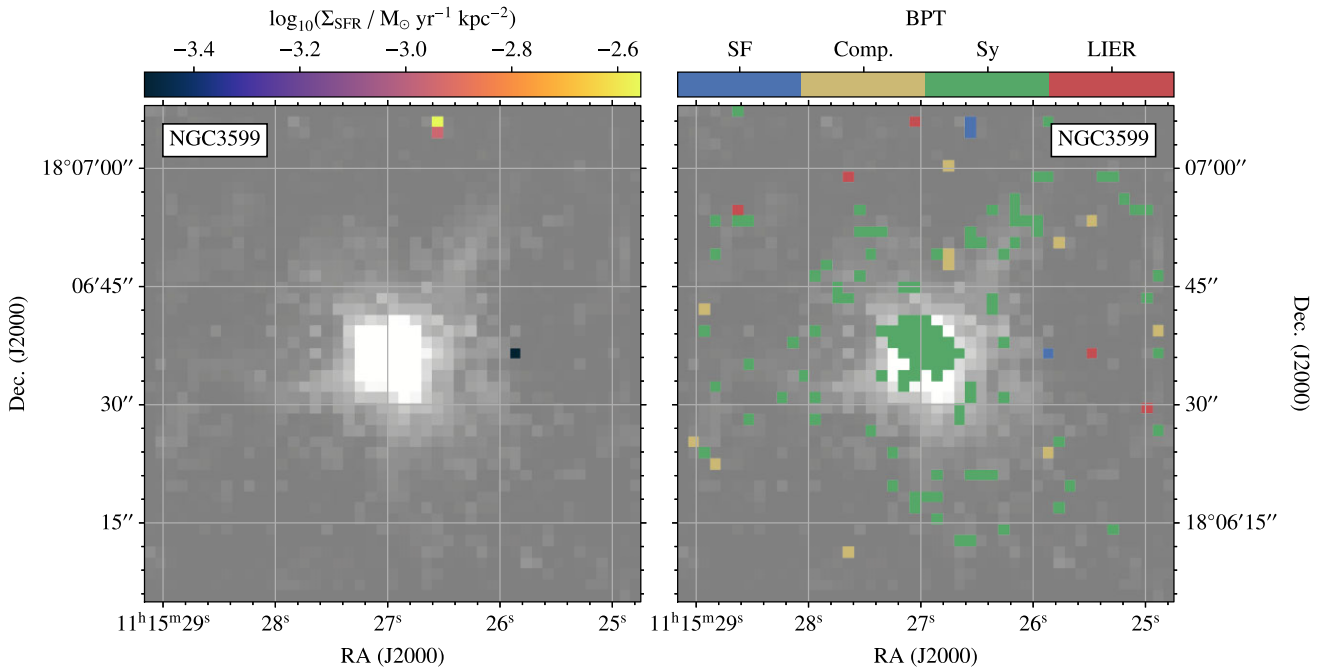 log₁₀(Σ_SFR / M⊙ yr⁻¹ kpc⁻²)
−3.4 −3.2 −3.0 −2.8 −2.6
NGC3599
18°07′00″
06′45″
30″
15″
Dec. (J2000)
11ʰ15ᵐ29ˢ 28ˢ 27ˢ 26ˢ 25ˢ
RA (J2000)
BPT
SF Comp. Sy LIER
NGC3599
07′00″
45″
30″
18°06′15″
Dec. (J2000)
11ʰ15ᵐ29ˢ 28ˢ 27ˢ 26ˢ 25ˢ
RA (J2000)